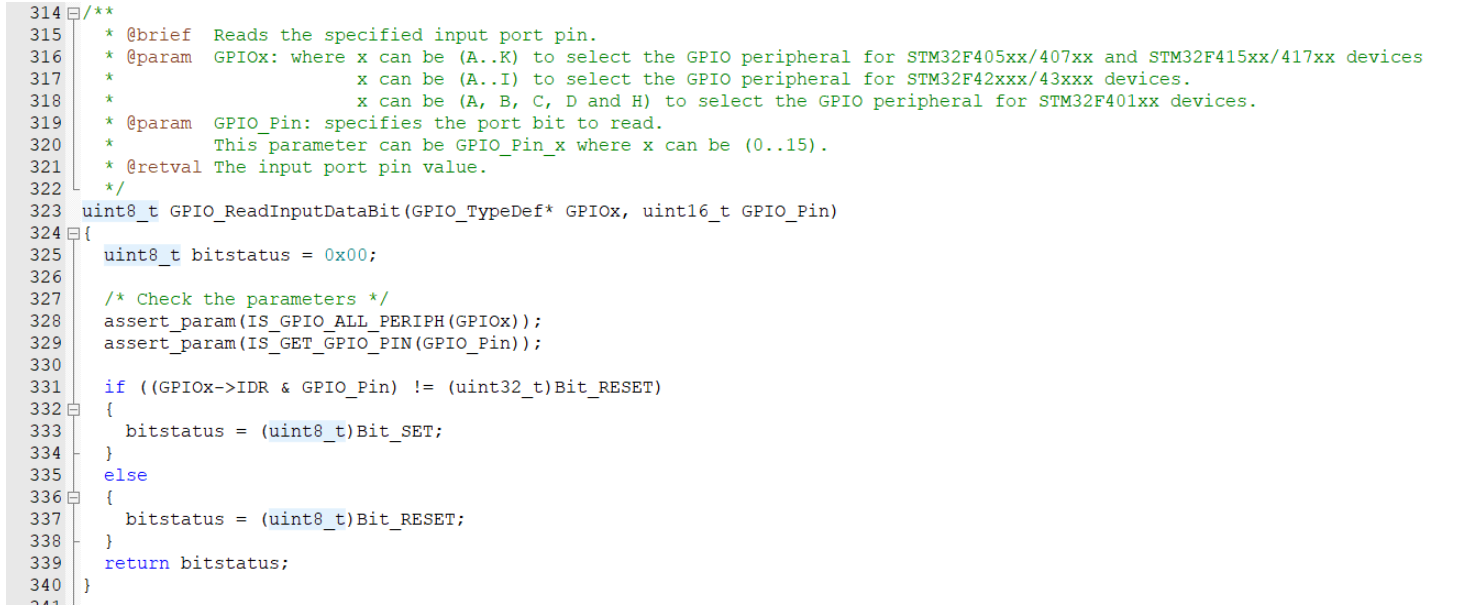 314 /**
315   * @brief  Reads the specified input port pin.
316   * @param  GPIOx: where x can be (A..K) to select the GPIO peripheral for STM32F405xx/407xx and STM32F415xx/417xx devices
317   *                      x can be (A..I) to select the GPIO peripheral for STM32F42xxx/43xxx devices.
318   *                      x can be (A, B, C, D and H) to select the GPIO peripheral for STM32F401xx devices.
319   * @param  GPIO_Pin: specifies the port bit to read.
320   *         This parameter can be GPIO_Pin_x where x can be (0..15).
321   * @retval The input port pin value.
322   */
323 uint8_t GPIO_ReadInputDataBit(GPIO_TypeDef* GPIOx, uint16_t GPIO_Pin)
324 {
325   uint8_t bitstatus = 0x00;
326
327   /* Check the parameters */
328   assert_param(IS_GPIO_ALL_PERIPH(GPIOx));
329   assert_param(IS_GET_GPIO_PIN(GPIO_Pin));
330
331   if ((GPIOx->IDR & GPIO_Pin) != (uint32_t)Bit_RESET)
332   {
333     bitstatus = (uint8_t)Bit_SET;
334   }
335   else
336   {
337     bitstatus = (uint8_t)Bit_RESET;
338   }
339   return bitstatus;
340 }